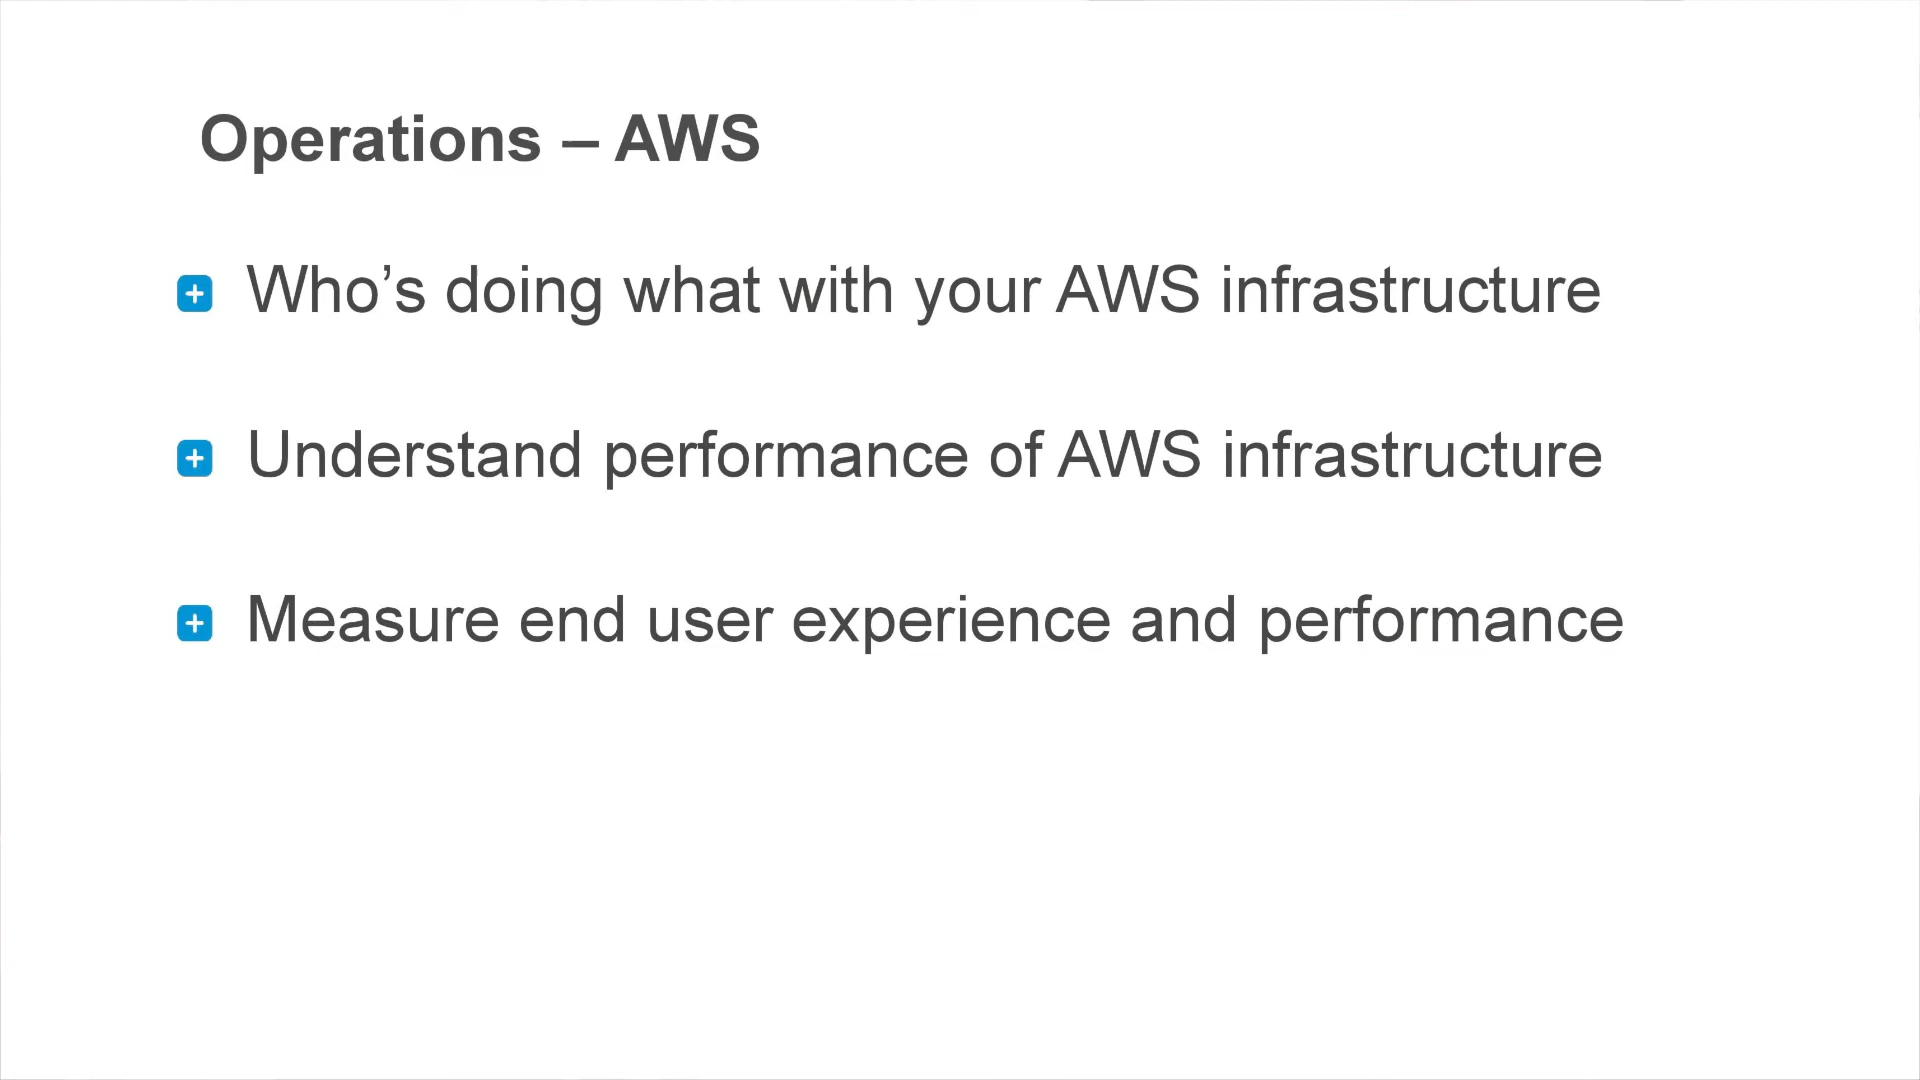 Operations – AWS
Who’s doing what with your AWS infrastructure
Understand performance of AWS infrastructure
Measure end user experience and performance